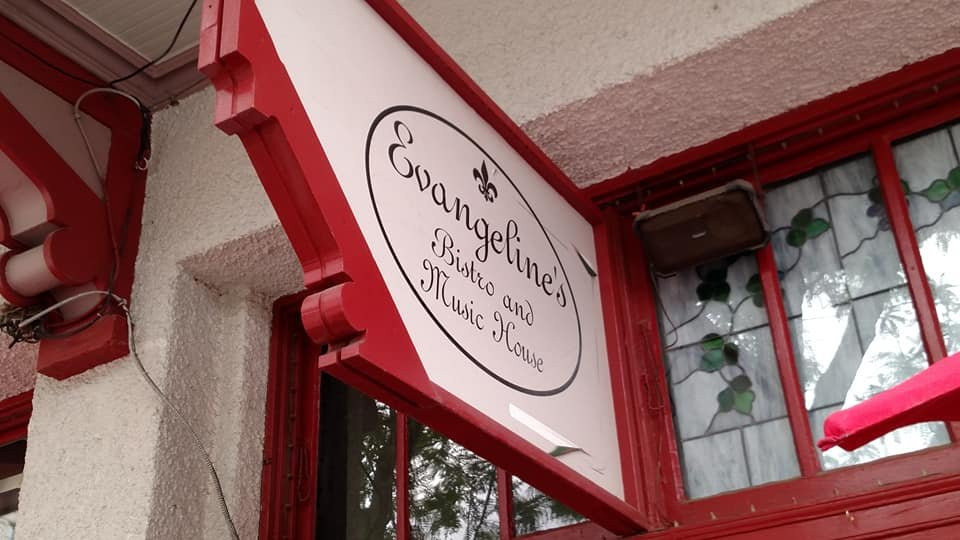 Evangeline's
Bistro and
Music House